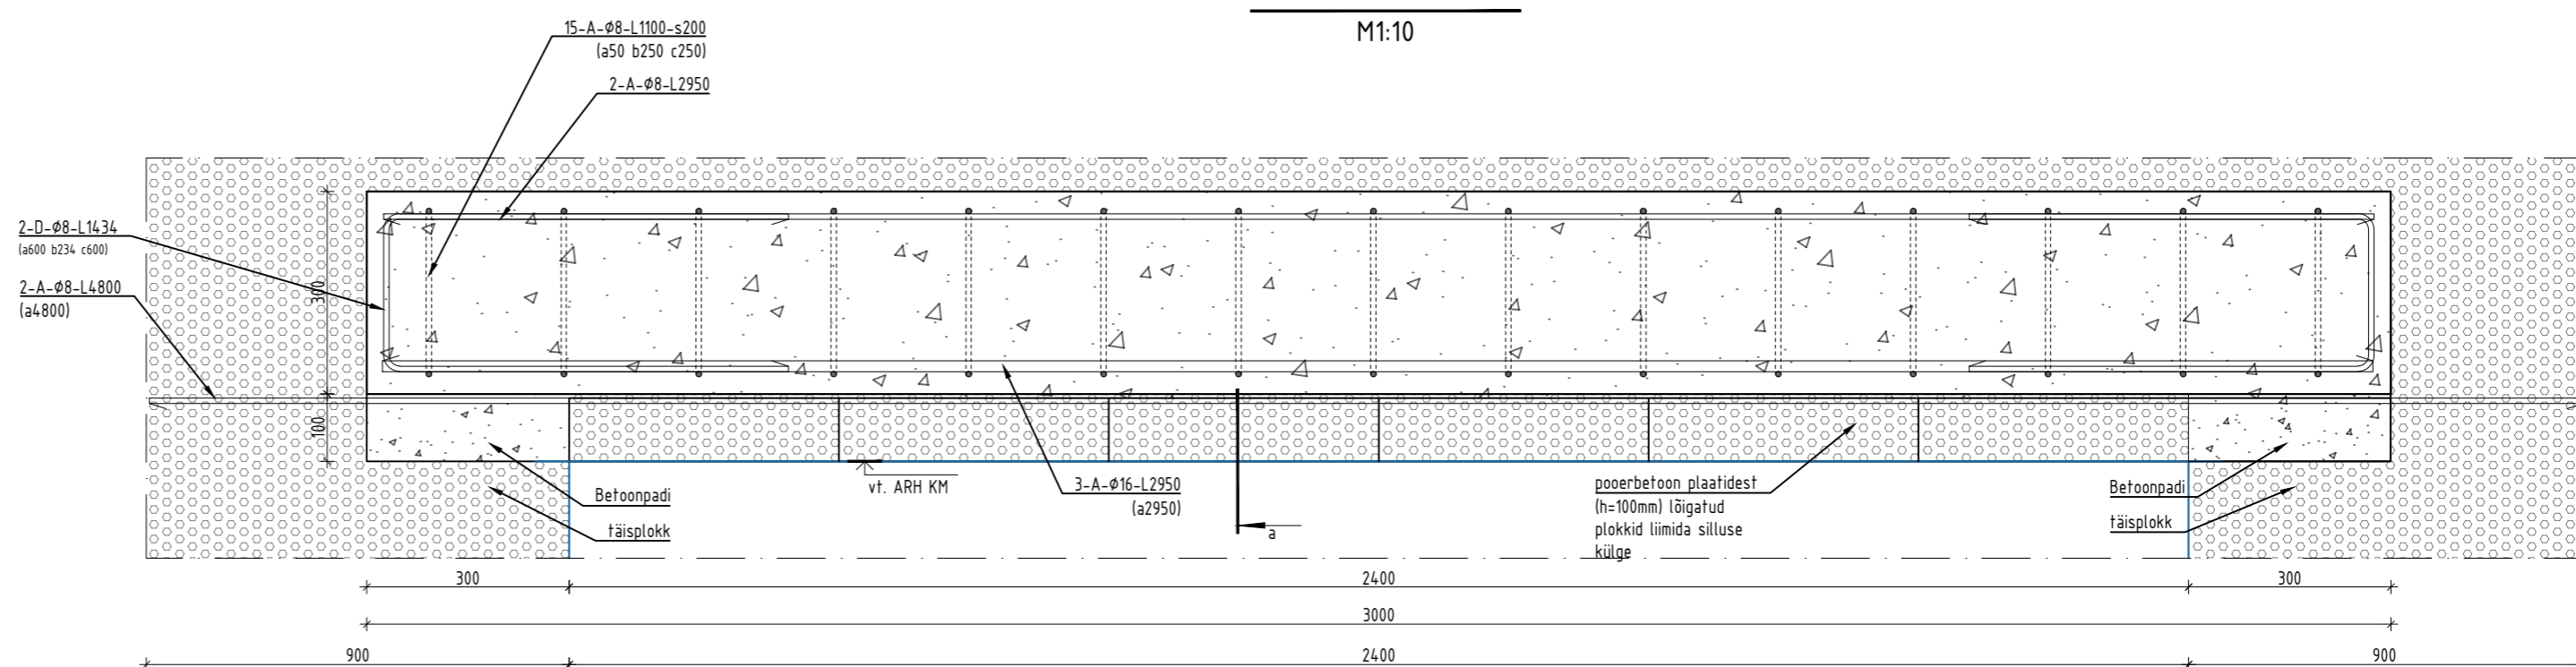 M1:10
15-A-Ø8-L1100-s200
(a50 b250 c250)
2-A-Ø8-L2950
2-D-Ø8-L1434
(a600 b234 c600)
2-A-Ø8-L4800
(a4800)
300
100
vt. ARH KM
3-A-Ø16-L2950
(a2950)
a
Betoonpadi
täisplokk
pooerbetoon plaatidest
(h=100mm) lõigatud
plokkid liimida silluse
külge
Betoonpadi
täisplokk
300
2400
300
3000
900
2400
900